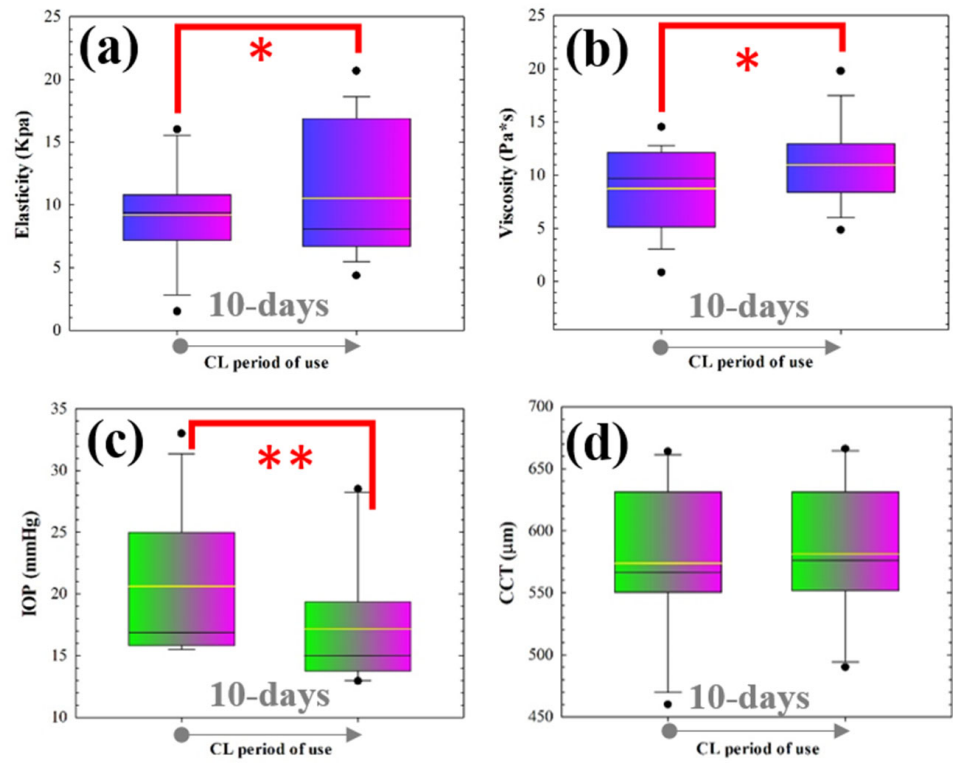 (a)
*
Elasticity (Kpa)
25
20
15
10
5
0
10-days
CL period of use
(b)
*
Viscosity (Pa*s)
25
20
15
10
5
0
10-days
CL period of use
(c)
**
IOP (mmHg)
35
30
25
20
15
10
10-days
CL period of use
(d)
CCT (μm)
700
650
600
550
500
450
10-days
CL period of use